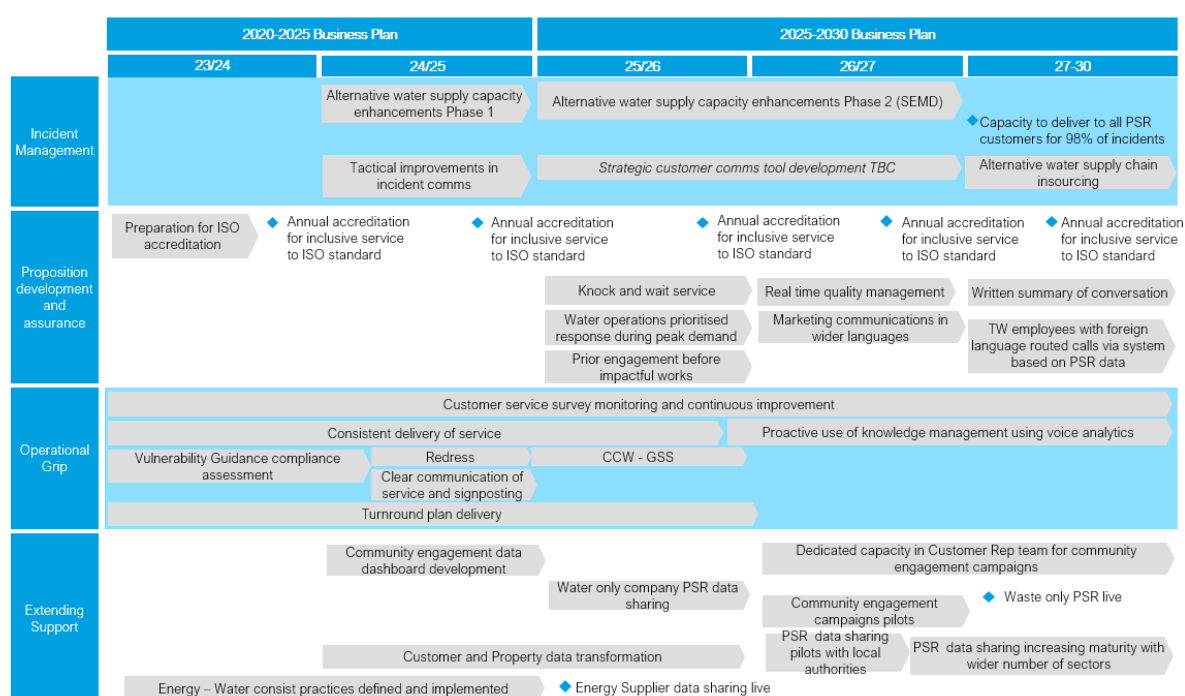 2020-2025 Business Plan
2025-2030 Business Plan
23/24
24/25
25/26
26/27
27-30
Incident
Management
Alternative water supply capacity
enhancements Phase 1
Alternative water supply capacity enhancements Phase 2 (SEMD)
Capacity to deliver to all PSR
customers for 98% of incidents
Tactical improvements in
incident comms
Strategic customer comms tool development TBC
Alternative water supply chain
insourcing
Proposition
development
and
assurance
Preparation for ISO
accreditation
Annual accreditation
for inclusive service
to ISO standard
Annual accreditation
for inclusive service
to ISO standard
Annual accreditation
for inclusive service
to ISO standard
Annual accreditation
for inclusive service
to ISO standard
Annual accreditation
for inclusive service
to ISO standard
Knock and wait service
Real time quality management
Written summary of conversation
Water operations prioritised
response during peak demand
Marketing communications in
wider languages
TW employees with foreign
language routed calls via system
based on PSR data
Prior engagement before
impactful works
Operational
Grip
Customer service survey monitoring and continuous improvement
Consistent delivery of service
Proactive use of knowledge management using voice analytics
Vulnerability Guidance compliance
assessment
Redress
CCW - GSS
Clear communication of
service and signposting
Turnround plan delivery
Extending
Support
Community engagement data
dashboard development
Dedicated capacity in Customer Rep team for community
engagement campaigns
Water only company PSR data
sharing
Community engagement
campaigns pilots
Waste only PSR live
Customer and Property data transformation
PSR data sharing
pilots with local
authorities
PSR data sharing increasing maturity with
wider number of sectors
Energy – Water consist practices defined and implemented
Energy Supplier data sharing live